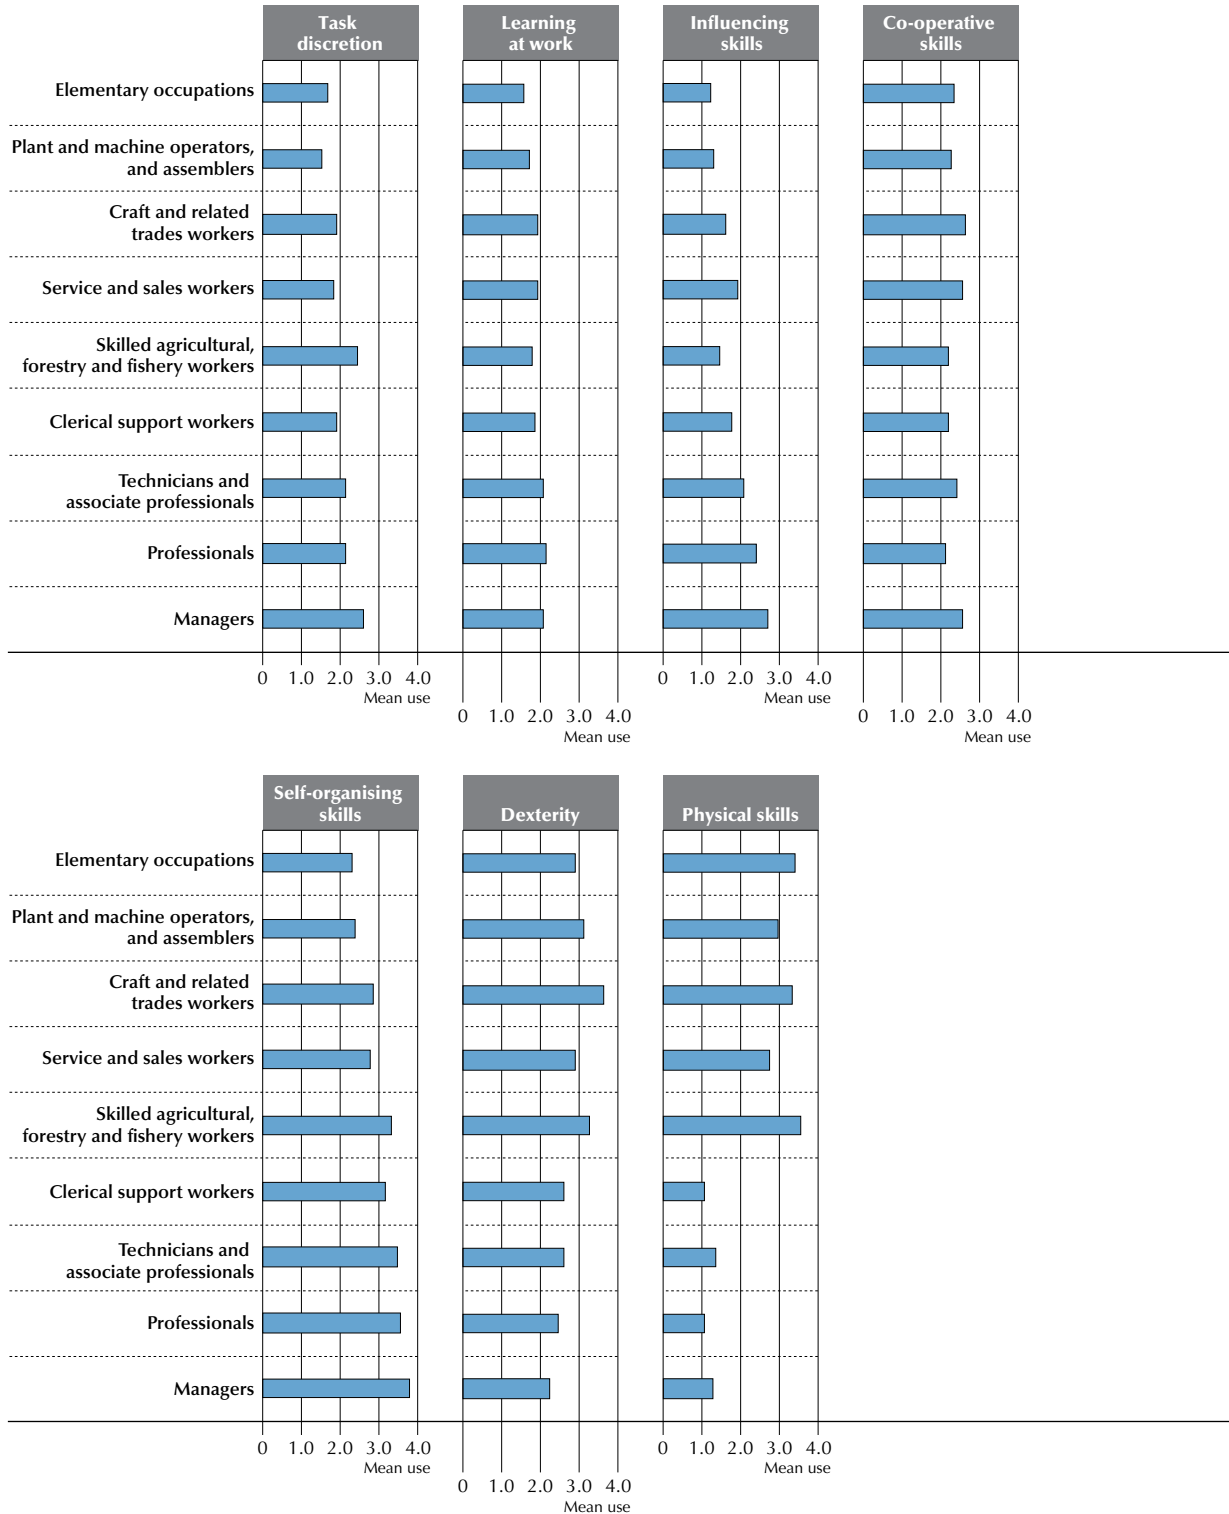 Task
discretion
Learning
at work
Influencing
skills
Co-operative
skills
Elementary occupations
Plant and machine operators,
and assemblers
Craft and related
trades workers
Service and sales workers
Skilled agricultural,
forestry and fishery workers
Clerical support workers
Technicians and
associate professionals
Professionals
Managers
0 1.0 2.0 3.0 4.0
Mean use
0 1.0 2.0 3.0 4.0
Mean use
0 1.0 2.0 3.0 4.0
Mean use
0 1.0 2.0 3.0 4.0
Mean use
Self-organising
skills
Dexterity
Physical skills
Elementary occupations
Plant and machine operators,
and assemblers
Craft and related
trades workers
Service and sales workers
Skilled agricultural,
forestry and fishery workers
Clerical support workers
Technicians and
associate professionals
Professionals
Managers
0 1.0 2.0 3.0 4.0
Mean use
0 1.0 2.0 3.0 4.0
Mean use
0 1.0 2.0 3.0 4.0
Mean use